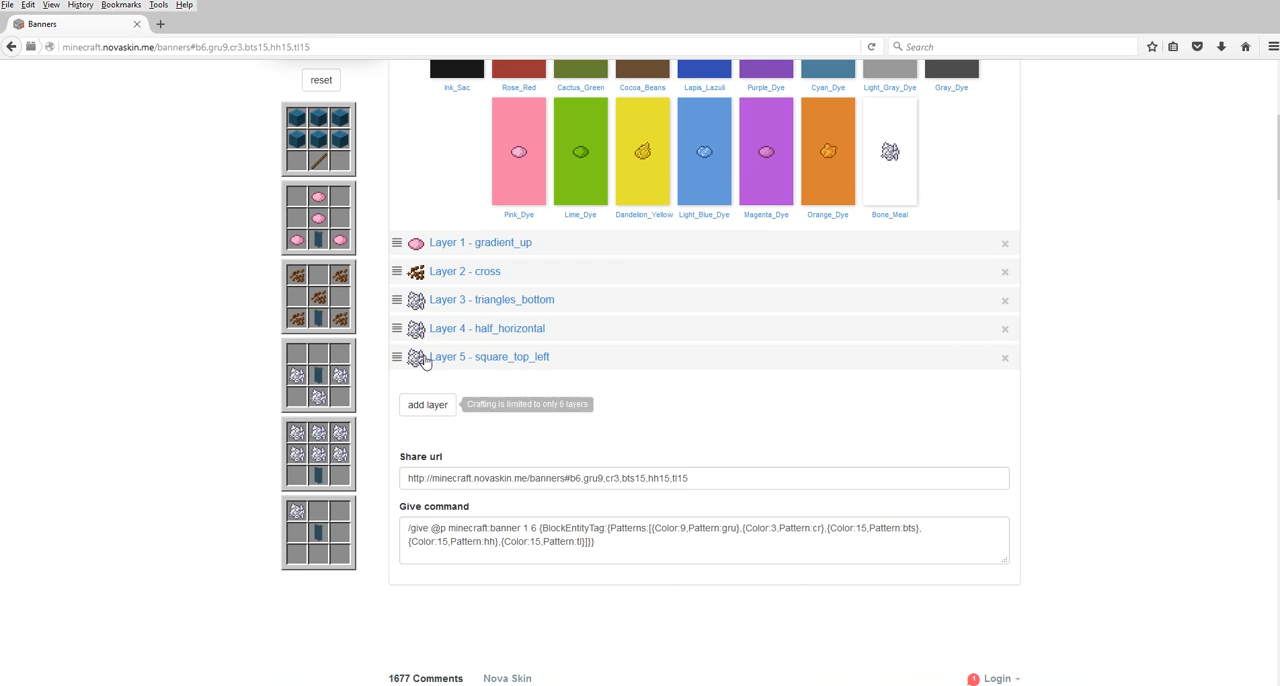 File Edit View History Bookmarks Tools Help
Banners
minecraft.novaskin.me/banners#b6,gru9,cr3,bts15,hh15,tl15
Search
reset
Ink_Sac Rose_Red Cactus_Green Cocoa_Beans Lapis_Lazuli Purple_Dye Cyan_Dye Light_Gray_Dye Gray_Dye
Pink_Dye Lime_Dye Dandelion_Yellow Light_Blue_Dye Magenta_Dye Orange_Dye Bone_Meal
Layer 1 - gradient_up
Layer 2 - cross
Layer 3 - triangles_bottom
Layer 4 - half_horizontal
Layer 5 - square_top_left
add layer Crafting is limited to only 6 layers
Share url
http://minecraft.novaskin.me/banners#b6,gru9,cr3,bts15,hh15,tl15
Give command
/give @p minecraft:banner 1 6 {BlockEntityTag:{Patterns:[{Color:9,Pattern:gru},{Color:3,Pattern:cr},{Color:15,Pattern:bts},
{Color:15,Pattern:hh},{Color:15,Pattern:tl}]}}
1677 Comments Nova Skin 1 Login